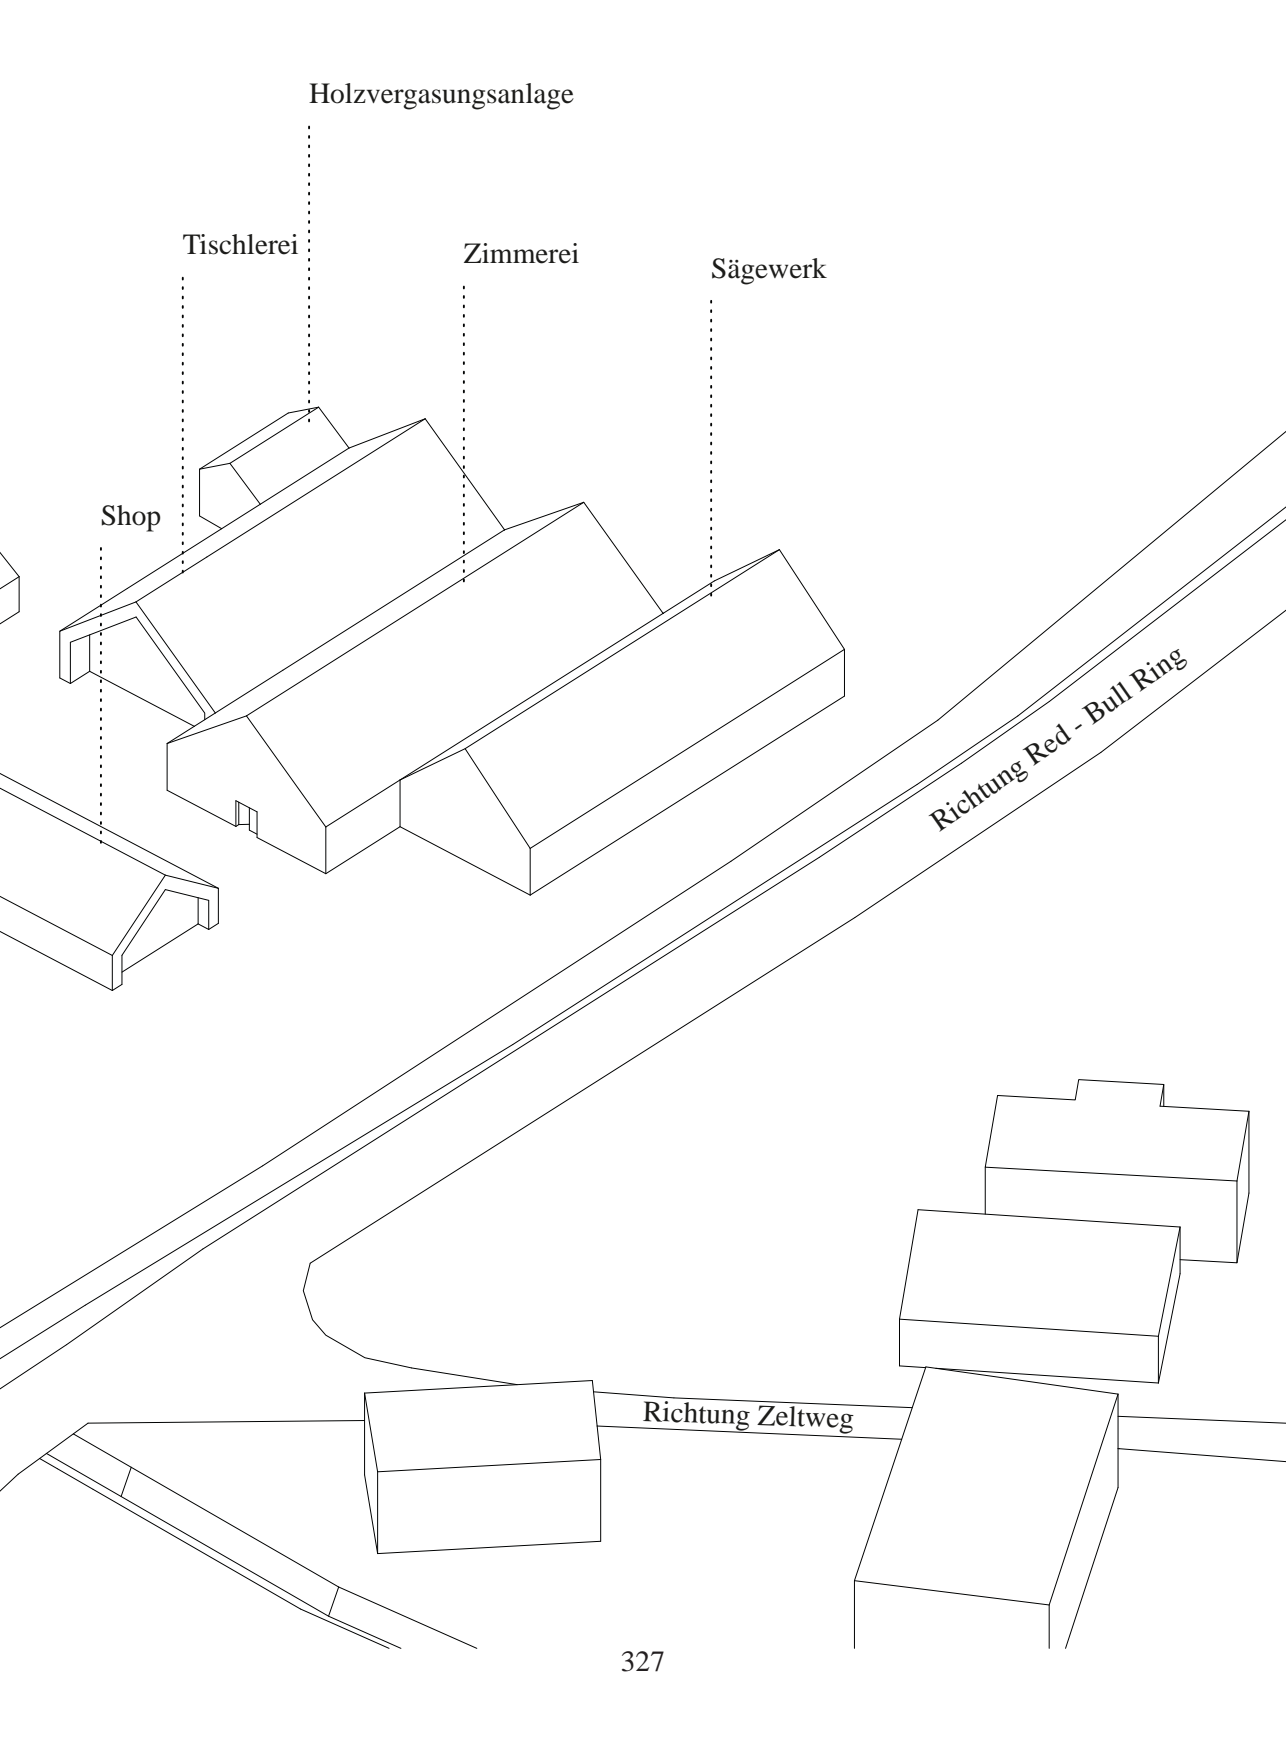 Holzvergasungsanlage
Tischlerei
Zimmerei
Sägewerk
Shop
Richtung Red - Bull Ring
Richtung Zeltweg
327